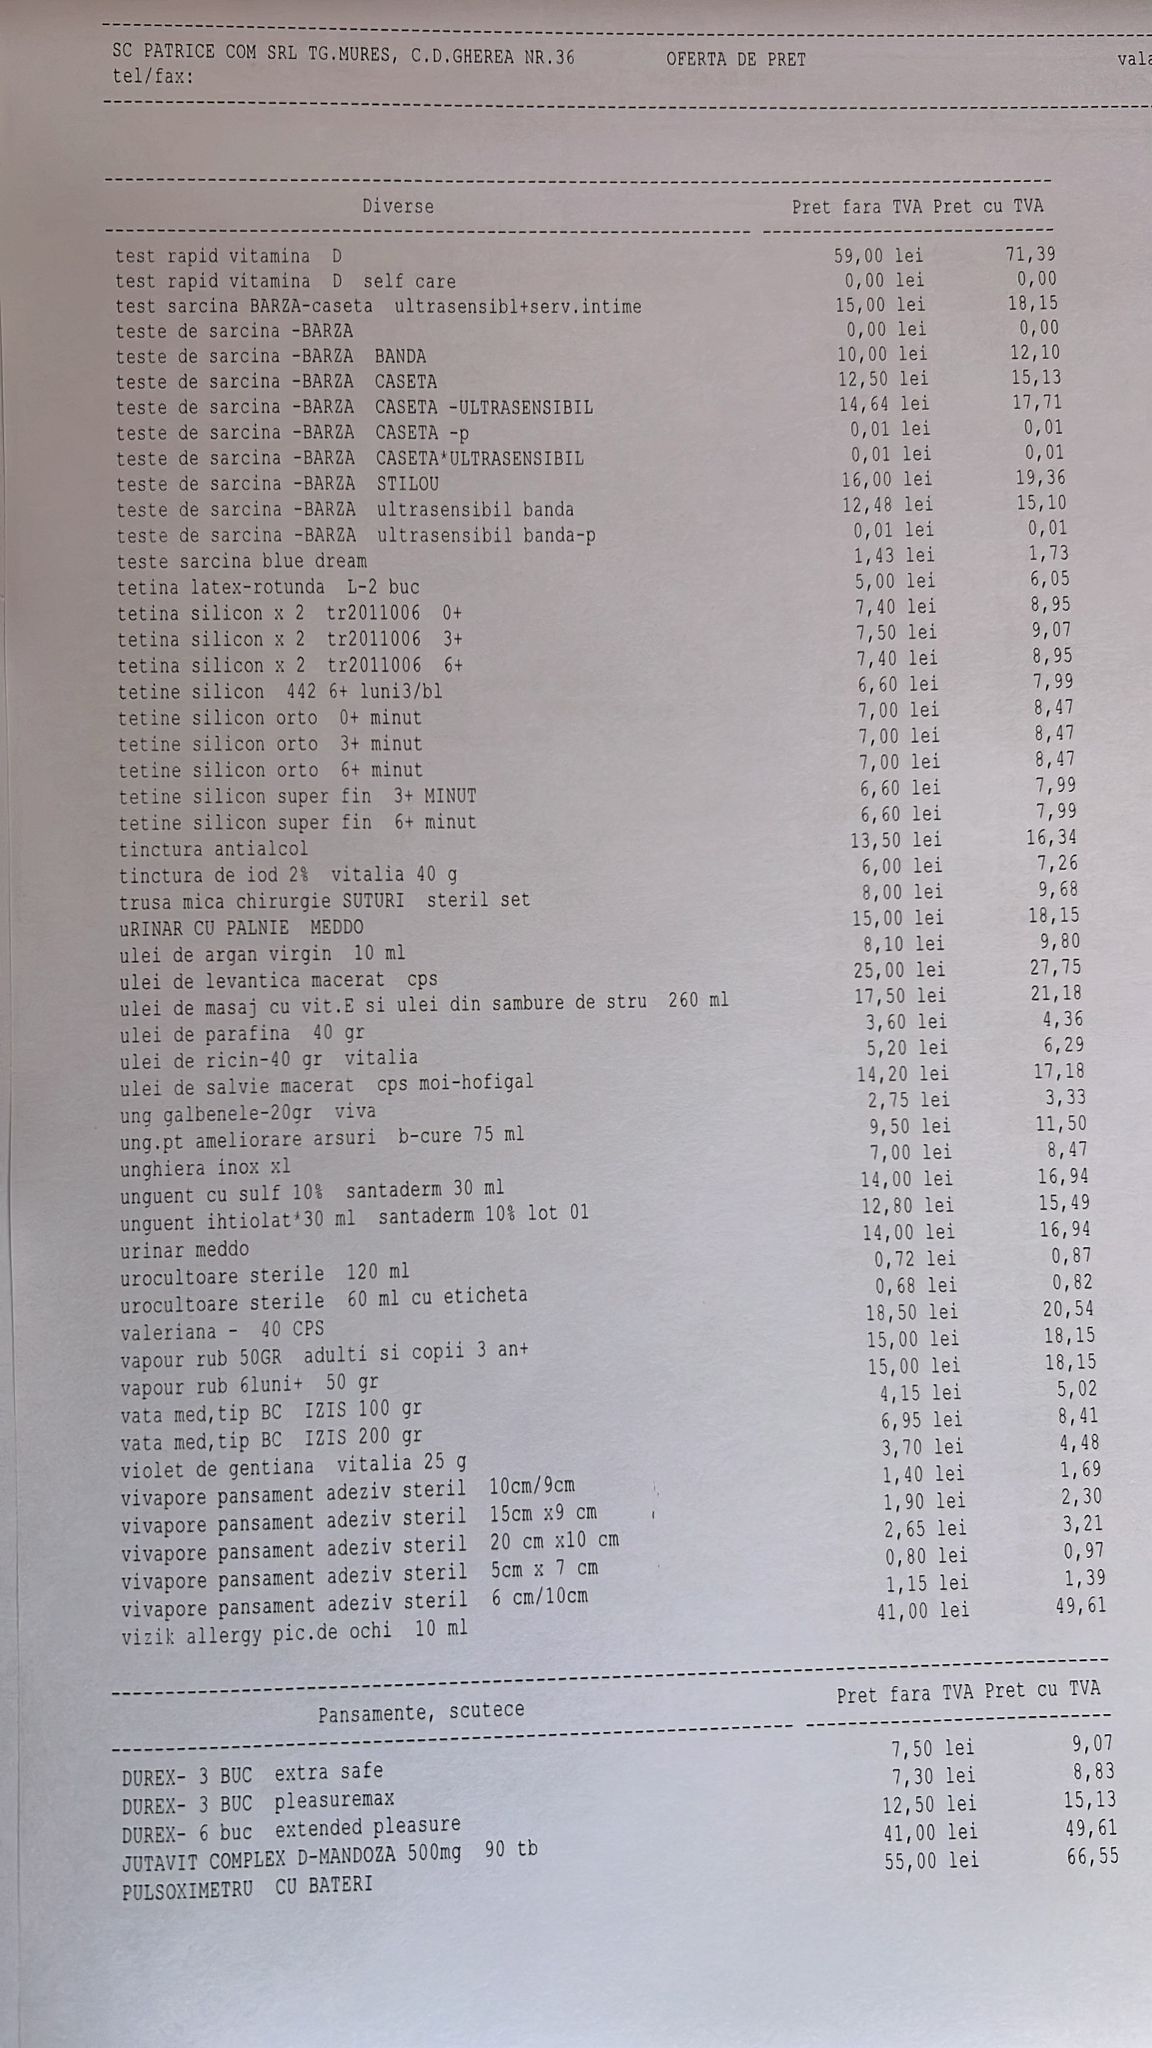 SC PATRICE COM SRL TG.MURES, C.D.GHEREA NR.36 OFERTA DE PRET
tel/fax:
Diverse Pret fara TVA Pret cu TVA
test rapid vitamina D 59,00 lei 71,39
test rapid vitamina D self care 0,00 lei 0,00
test sarcina BARZA-caseta ultrasensibl+serv.intime 15,00 lei 18,15
teste de sarcina -BARZA 0,00 lei 0,00
teste de sarcina -BARZA BANDA 10,00 lei 12,10
teste de sarcina -BARZA CASETA 12,50 lei 15,13
teste de sarcina -BARZA CASETA -ULTRASENSIBIL 14,64 lei 17,71
teste de sarcina -BARZA CASETA -p 0,01 lei 0,01
teste de sarcina -BARZA CASETA*ULTRASENSIBIL 0,01 lei 0,01
teste de sarcina -BARZA STILOU 16,00 lei 19,36
teste de sarcina -BARZA ultrasensibil banda 12,48 lei 15,10
teste de sarcina -BARZA ultrasensibil banda-p 0,01 lei 0,01
teste sarcina blue dream 1,43 lei 1,73
tetina latex-rotunda L-2 buc 5,00 lei 6,05
tetina silicon x 2 tr2011006 0+ 7,40 lei 8,95
tetina silicon x 2 tr2011006 3+ 7,50 lei 9,07
tetina silicon x 2 tr2011006 6+ 7,40 lei 8,95
tetine silicon 442 6+ luni3/bl 6,60 lei 7,99
tetine silicon orto 0+ minut 7,00 lei 8,47
tetine silicon orto 3+ minut 7,00 lei 8,47
tetine silicon orto 6+ minut 7,00 lei 8,47
tetine silicon super fin 3+ MINUT 6,60 lei 7,99
tetine silicon super fin 6+ minut 6,60 lei 7,99
tinctura antialcol 13,50 lei 16,34
tinctura de iod 2% vitalia 40 g 6,00 lei 7,26
trusa mica chirurgie SUTURI steril set 8,00 lei 9,68
uRINAR CU PALNIE MEDDO 15,00 lei 18,15
ulei de argan virgin 10 ml 8,10 lei 9,80
ulei de levantica macerat cps 25,00 lei 27,75
ulei de masaj cu vit.E si ulei din sambure de stru 260 ml 17,50 lei 21,18
ulei de parafina 40 gr 3,60 lei 4,36
ulei de ricin-40 gr vitalia 5,20 lei 6,29
ulei de salvie macerat cps moi-hofigal 14,20 lei 17,18
ung galbenele-20gr viva 2,75 lei 3,33
ung.pt ameliorare arsuri b-cure 75 ml 9,50 lei 11,50
unghiera inox xl 7,00 lei 8,47
unguent cu sulf 10% santaderm 30 ml 14,00 lei 16,94
unguent ihtiolat*30 ml santaderm 10% lot 01 12,80 lei 15,49
urinar meddo 14,00 lei 16,94
urocultoare sterile 120 ml 0,72 lei 0,87
urocultoare sterile 60 ml cu eticheta 0,68 lei 0,82
valeriana - 40 CPS 18,50 lei 20,54
vapour rub 50GR adulti si copii 3 an+ 15,00 lei 18,15
vapour rub 6luni+ 50 gr 15,00 lei 18,15
vata med,tip BC IZIS 100 gr 4,15 lei 5,02
vata med,tip BC IZIS 200 gr 6,95 lei 8,41
violet de gentiana vitalia 25 g 3,70 lei 4,48
vivapore pansament adeziv steril 10cm/9cm 1,40 lei 1,69
vivapore pansament adeziv steril 15cm x9 cm 1,90 lei 2,30
vivapore pansament adeziv steril 20 cm x10 cm 2,65 lei 3,21
vivapore pansament adeziv steril 5cm x 7 cm 0,80 lei 0,97
vivapore pansament adeziv steril 6 cm/10cm 1,15 lei 1,39
vizik allergy pic.de ochi 10 ml 41,00 lei 49,61
Pansamente, scutece Pret fara TVA Pret cu TVA
DUREX- 3 BUC extra safe 7,50 lei 9,07
DUREX- 3 BUC pleasuremax 7,30 lei 8,83
DUREX- 6 buc extended pleasure 12,50 lei 15,13
JUTAVIT COMPLEX D-MANDOZA 500mg 90 tb 41,00 lei 49,61
PULSOXIMETRU CU BATERI 55,00 lei 66,55